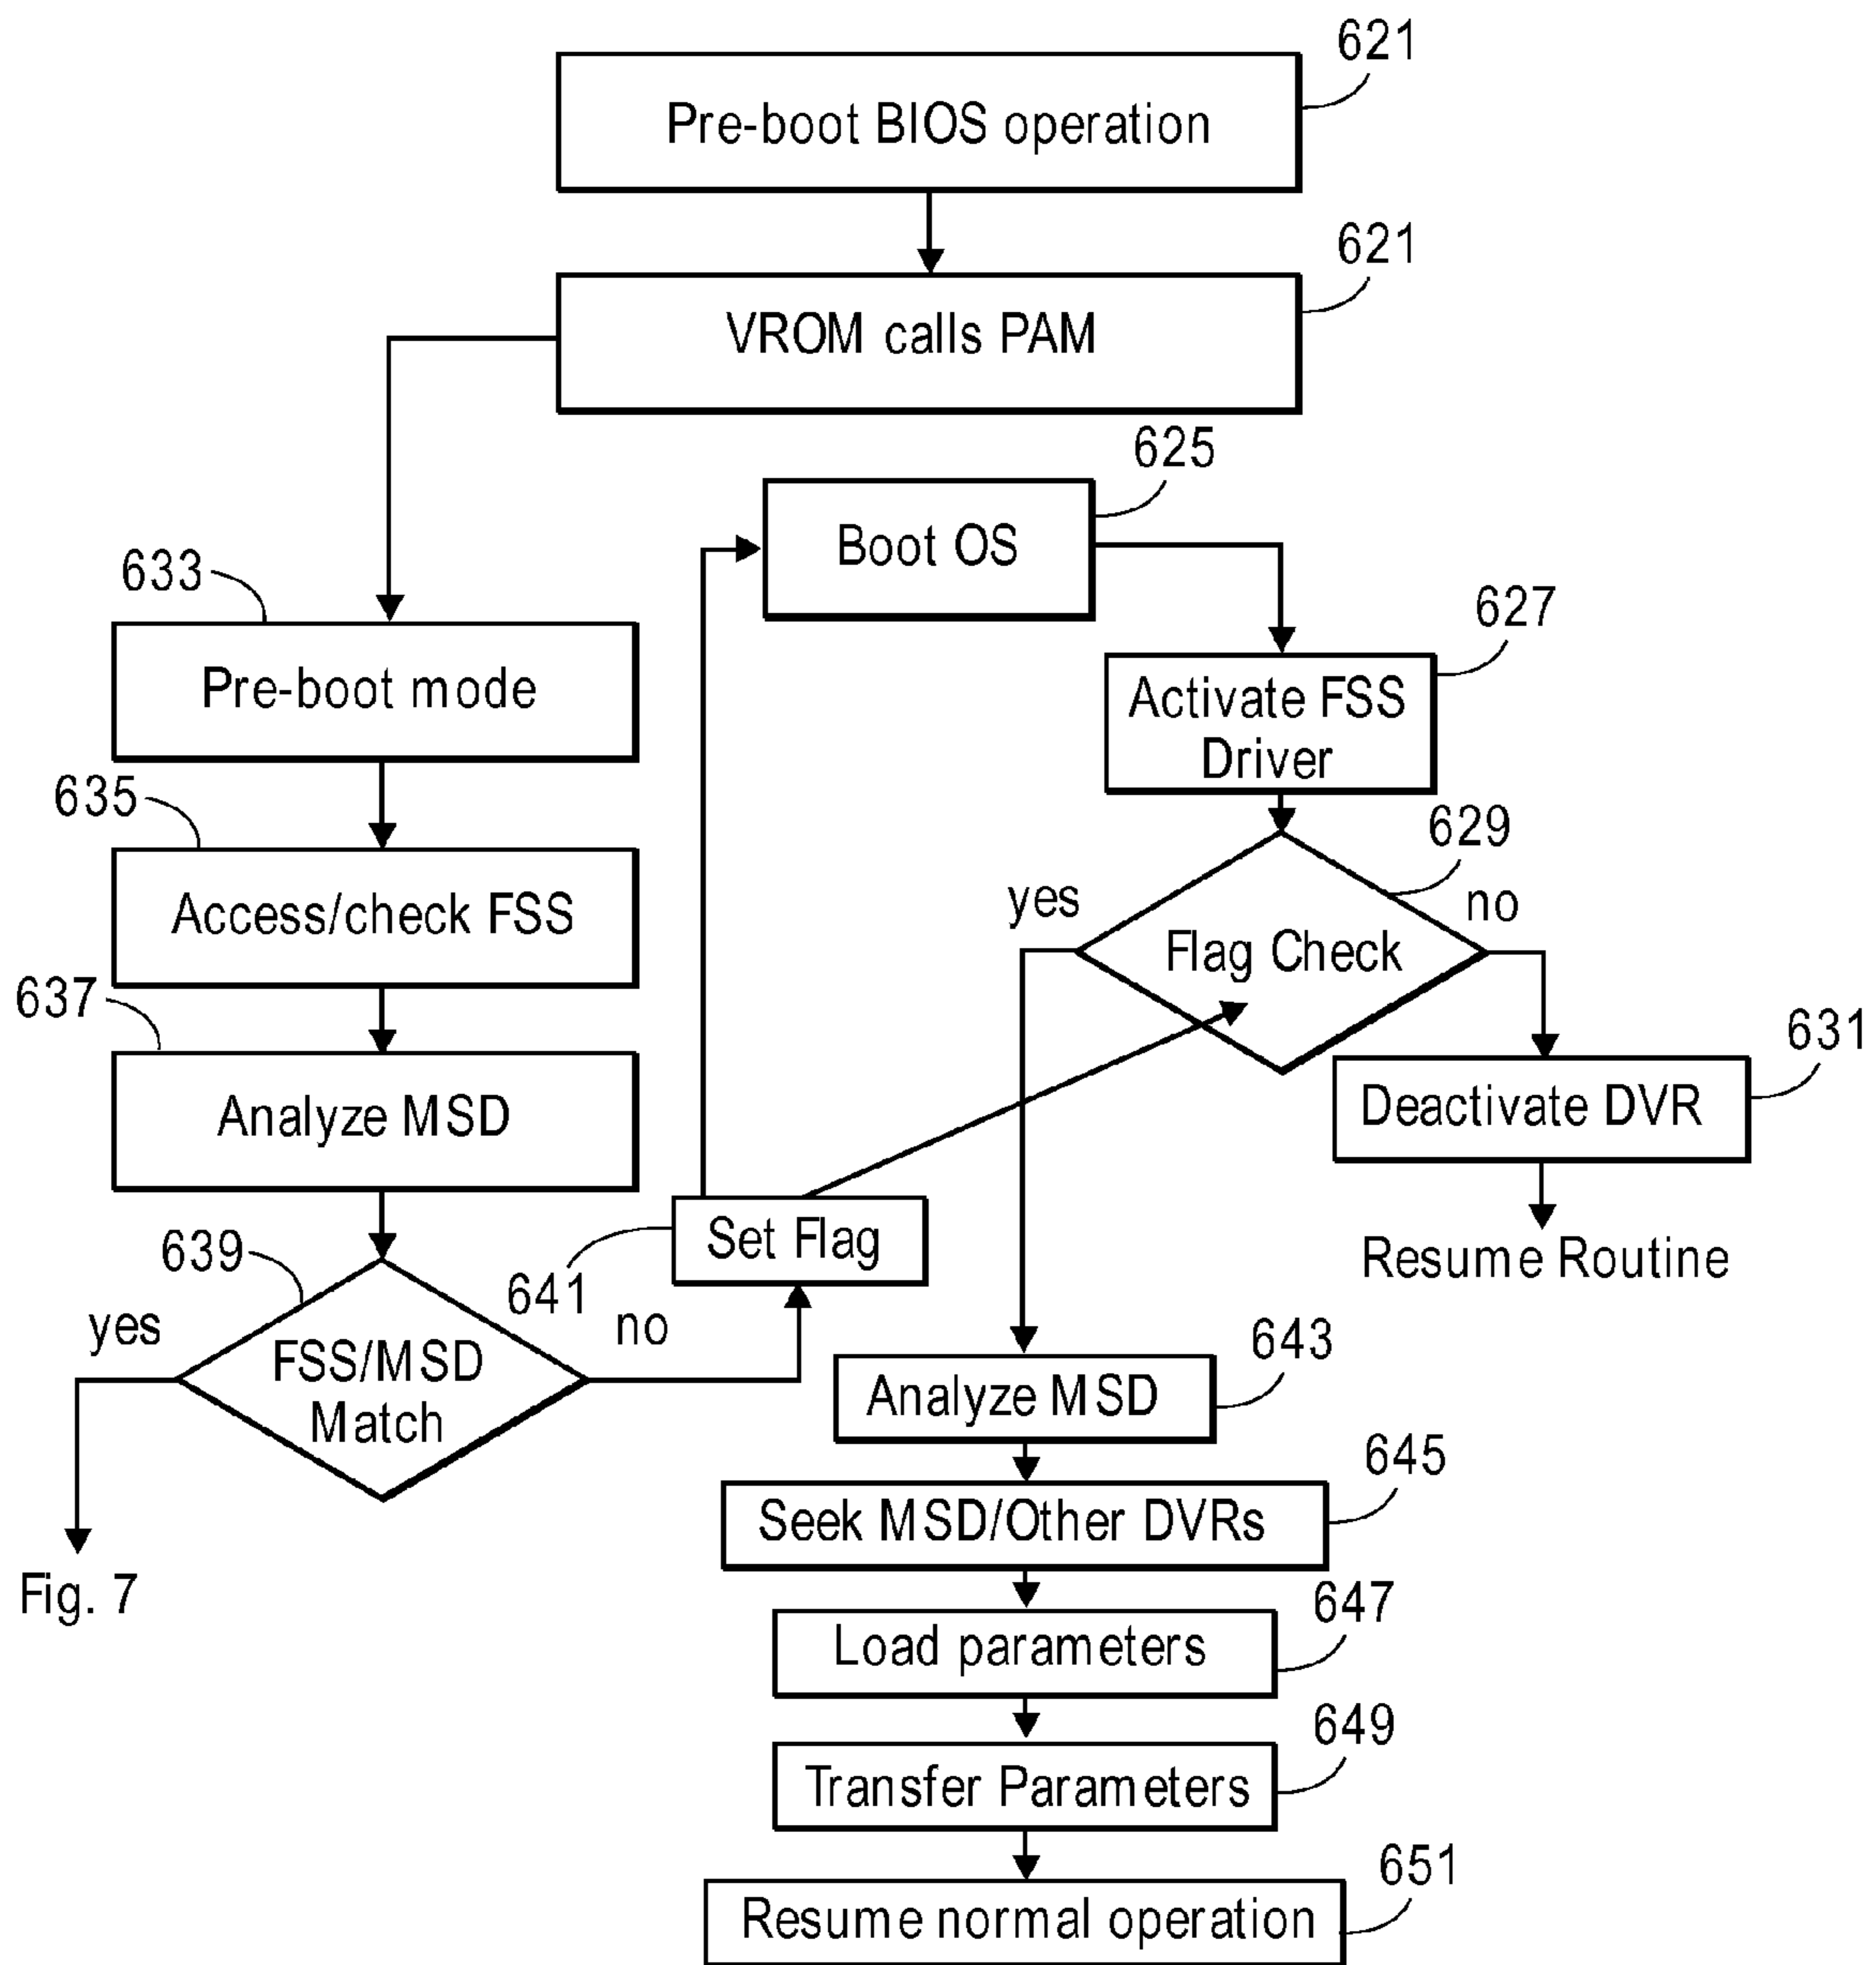 621
Pre-boot BIOS operation
621
VROM calls PAM
625
Boot OS
633
Pre-boot mode
627
Activate FSS
Driver
635
Access/check FSS
629
yes
no
Flag Check
637
Analyze MSD
631
Deactivate DVR
Resume Routine
639
yes
no
FSS/MSD
Match
Fig. 7
641
Set Flag
643
Analyze MSD
645
Seek MSD/Other DVRs
647
Load parameters
649
Transfer Parameters
651
Resume normal operation